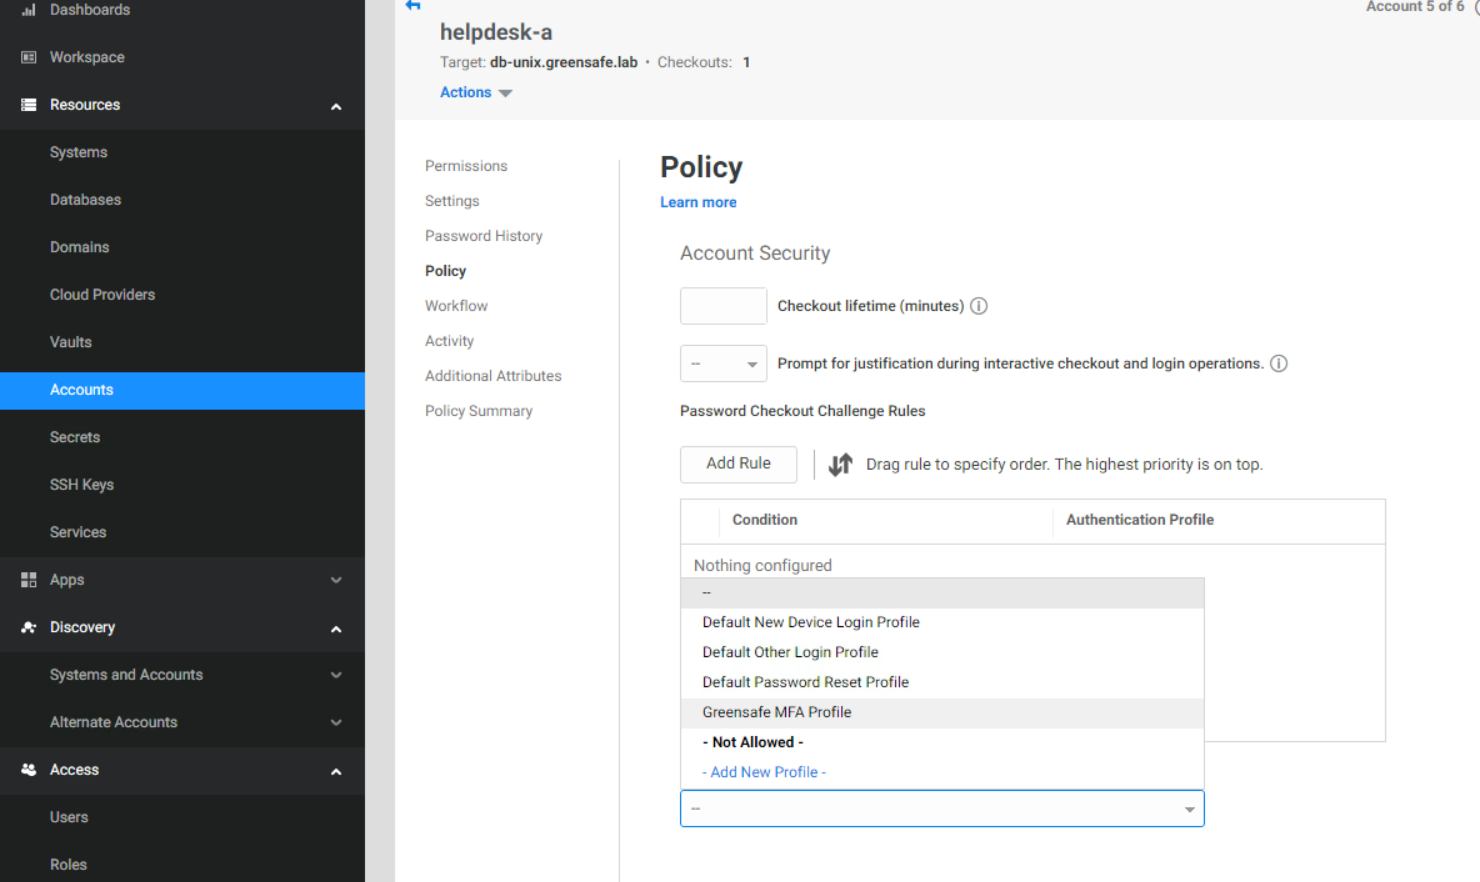 Dashboards
Workspace
Resources
Systems
Databases
Domains
Cloud Providers
Vaults
Accounts
Secrets
SSH Keys
Services
Apps
Discovery
Systems and Accounts
Alternate Accounts
Access
Users
Roles
Account 5 of 6
helpdesk-a
Target: db-unix.greensafe.lab • Checkouts: 1
Actions
Permissions
Settings
Password History
Policy
Workflow
Activity
Additional Attributes
Policy Summary
Policy
Learn more
Account Security
Checkout lifetime (minutes)
-- Prompt for justification during interactive checkout and login operations.
Password Checkout Challenge Rules
Add Rule Drag rule to specify order. The highest priority is on top.
Condition Authentication Profile
Nothing configured
--
Default New Device Login Profile
Default Other Login Profile
Default Password Reset Profile
Greensafe MFA Profile
- Not Allowed -
- Add New Profile -
--